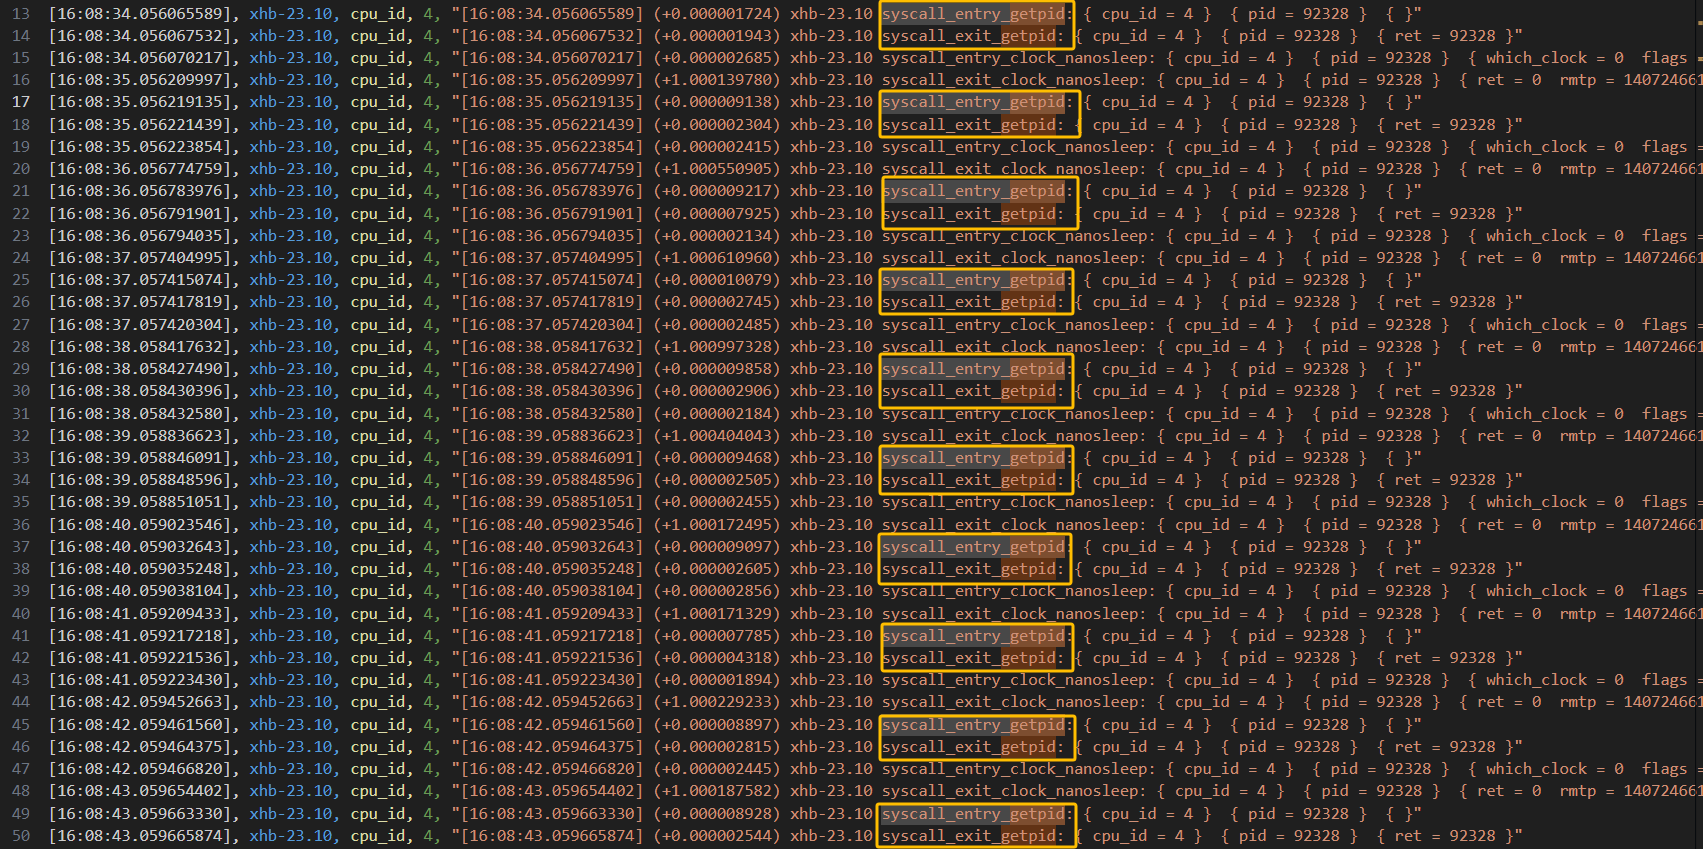 13 [16:08:34.056065589], xhb-23.10, cpu_id, 4, "[16:08:34.056065589] (+0.000001724) xhb-23.10 syscall_entry_getpid: { cpu_id = 4 } { pid = 92328 } { }"
14 [16:08:34.056067532], xhb-23.10, cpu_id, 4, "[16:08:34.056067532] (+0.000001943) xhb-23.10 syscall_exit_getpid: { cpu_id = 4 } { pid = 92328 } { ret = 92328 }"
15 [16:08:34.056070217], xhb-23.10, cpu_id, 4, "[16:08:34.056070217] (+0.000002685) xhb-23.10 syscall_entry_clock_nanosleep: { cpu_id = 4 } { pid = 92328 } { which_clock = 0 flags =
16 [16:08:35.056209997], xhb-23.10, cpu_id, 4, "[16:08:35.056209997] (+1.000139780) xhb-23.10 syscall_exit_clock_nanosleep: { cpu_id = 4 } { pid = 92328 } { ret = 0 rmtp = 140724661
17 [16:08:35.056219135], xhb-23.10, cpu_id, 4, "[16:08:35.056219135] (+0.000009138) xhb-23.10 syscall_entry_getpid: { cpu_id = 4 } { pid = 92328 } { }"
18 [16:08:35.056221439], xhb-23.10, cpu_id, 4, "[16:08:35.056221439] (+0.000002304) xhb-23.10 syscall_exit_getpid: { cpu_id = 4 } { pid = 92328 } { ret = 92328 }"
19 [16:08:35.056223854], xhb-23.10, cpu_id, 4, "[16:08:35.056223854] (+0.000002415) xhb-23.10 syscall_entry_clock_nanosleep: { cpu_id = 4 } { pid = 92328 } { which_clock = 0 flags =
20 [16:08:36.056774759], xhb-23.10, cpu_id, 4, "[16:08:36.056774759] (+1.000550905) xhb-23.10 syscall_exit_clock_nanosleep: { cpu_id = 4 } { pid = 92328 } { ret = 0 rmtp = 140724661
21 [16:08:36.056783976], xhb-23.10, cpu_id, 4, "[16:08:36.056783976] (+0.000009217) xhb-23.10 syscall_entry_getpid: { cpu_id = 4 } { pid = 92328 } { }"
22 [16:08:36.056791901], xhb-23.10, cpu_id, 4, "[16:08:36.056791901] (+0.000007925) xhb-23.10 syscall_exit_getpid: { cpu_id = 4 } { pid = 92328 } { ret = 92328 }"
23 [16:08:36.056794035], xhb-23.10, cpu_id, 4, "[16:08:36.056794035] (+0.000002134) xhb-23.10 syscall_entry_clock_nanosleep: { cpu_id = 4 } { pid = 92328 } { which_clock = 0 flags =
24 [16:08:37.057404995], xhb-23.10, cpu_id, 4, "[16:08:37.057404995] (+1.000610960) xhb-23.10 syscall_exit_clock_nanosleep: { cpu_id = 4 } { pid = 92328 } { ret = 0 rmtp = 140724661
25 [16:08:37.057415074], xhb-23.10, cpu_id, 4, "[16:08:37.057415074] (+0.000010079) xhb-23.10 syscall_entry_getpid: { cpu_id = 4 } { pid = 92328 } { }"
26 [16:08:37.057417819], xhb-23.10, cpu_id, 4, "[16:08:37.057417819] (+0.000002745) xhb-23.10 syscall_exit_getpid: { cpu_id = 4 } { pid = 92328 } { ret = 92328 }"
27 [16:08:37.057420304], xhb-23.10, cpu_id, 4, "[16:08:37.057420304] (+0.000002485) xhb-23.10 syscall_entry_clock_nanosleep: { cpu_id = 4 } { pid = 92328 } { which_clock = 0 flags =
28 [16:08:38.058417632], xhb-23.10, cpu_id, 4, "[16:08:38.058417632] (+1.000997328) xhb-23.10 syscall_exit_clock_nanosleep: { cpu_id = 4 } { pid = 92328 } { ret = 0 rmtp = 140724661
29 [16:08:38.058427490], xhb-23.10, cpu_id, 4, "[16:08:38.058427490] (+0.000009858) xhb-23.10 syscall_entry_getpid: { cpu_id = 4 } { pid = 92328 } { }"
30 [16:08:38.058430396], xhb-23.10, cpu_id, 4, "[16:08:38.058430396] (+0.000002906) xhb-23.10 syscall_exit_getpid: { cpu_id = 4 } { pid = 92328 } { ret = 92328 }"
31 [16:08:38.058432580], xhb-23.10, cpu_id, 4, "[16:08:38.058432580] (+0.000002184) xhb-23.10 syscall_entry_clock_nanosleep: { cpu_id = 4 } { pid = 92328 } { which_clock = 0 flags =
32 [16:08:39.058836623], xhb-23.10, cpu_id, 4, "[16:08:39.058836623] (+1.000404043) xhb-23.10 syscall_exit_clock_nanosleep: { cpu_id = 4 } { pid = 92328 } { ret = 0 rmtp = 140724661
33 [16:08:39.058846091], xhb-23.10, cpu_id, 4, "[16:08:39.058846091] (+0.000009468) xhb-23.10 syscall_entry_getpid: { cpu_id = 4 } { pid = 92328 } { }"
34 [16:08:39.058848596], xhb-23.10, cpu_id, 4, "[16:08:39.058848596] (+0.000002505) xhb-23.10 syscall_exit_getpid: { cpu_id = 4 } { pid = 92328 } { ret = 92328 }"
35 [16:08:39.058851051], xhb-23.10, cpu_id, 4, "[16:08:39.058851051] (+0.000002455) xhb-23.10 syscall_entry_clock_nanosleep: { cpu_id = 4 } { pid = 92328 } { which_clock = 0 flags =
36 [16:08:40.059023546], xhb-23.10, cpu_id, 4, "[16:08:40.059023546] (+1.000172495) xhb-23.10 syscall_exit_clock_nanosleep: { cpu_id = 4 } { pid = 92328 } { ret = 0 rmtp = 140724661
37 [16:08:40.059032643], xhb-23.10, cpu_id, 4, "[16:08:40.059032643] (+0.000009097) xhb-23.10 syscall_entry_getpid: { cpu_id = 4 } { pid = 92328 } { }"
38 [16:08:40.059035248], xhb-23.10, cpu_id, 4, "[16:08:40.059035248] (+0.000002605) xhb-23.10 syscall_exit_getpid: { cpu_id = 4 } { pid = 92328 } { ret = 92328 }"
39 [16:08:40.059038104], xhb-23.10, cpu_id, 4, "[16:08:40.059038104] (+0.000002856) xhb-23.10 syscall_entry_clock_nanosleep: { cpu_id = 4 } { pid = 92328 } { which_clock = 0 flags =
40 [16:08:41.059209433], xhb-23.10, cpu_id, 4, "[16:08:41.059209433] (+1.000171329) xhb-23.10 syscall_exit_clock_nanosleep: { cpu_id = 4 } { pid = 92328 } { ret = 0 rmtp = 140724661
41 [16:08:41.059217218], xhb-23.10, cpu_id, 4, "[16:08:41.059217218] (+0.000007785) xhb-23.10 syscall_entry_getpid: { cpu_id = 4 } { pid = 92328 } { }"
42 [16:08:41.059221536], xhb-23.10, cpu_id, 4, "[16:08:41.059221536] (+0.000004318) xhb-23.10 syscall_exit_getpid: { cpu_id = 4 } { pid = 92328 } { ret = 92328 }"
43 [16:08:41.059223430], xhb-23.10, cpu_id, 4, "[16:08:41.059223430] (+0.000001894) xhb-23.10 syscall_entry_clock_nanosleep: { cpu_id = 4 } { pid = 92328 } { which_clock = 0 flags =
44 [16:08:42.059452663], xhb-23.10, cpu_id, 4, "[16:08:42.059452663] (+1.000229233) xhb-23.10 syscall_exit_clock_nanosleep: { cpu_id = 4 } { pid = 92328 } { ret = 0 rmtp = 140724661
45 [16:08:42.059461560], xhb-23.10, cpu_id, 4, "[16:08:42.059461560] (+0.000008897) xhb-23.10 syscall_entry_getpid: { cpu_id = 4 } { pid = 92328 } { }"
46 [16:08:42.059464375], xhb-23.10, cpu_id, 4, "[16:08:42.059464375] (+0.000002815) xhb-23.10 syscall_exit_getpid: { cpu_id = 4 } { pid = 92328 } { ret = 92328 }"
47 [16:08:42.059466820], xhb-23.10, cpu_id, 4, "[16:08:42.059466820] (+0.000002445) xhb-23.10 syscall_entry_clock_nanosleep: { cpu_id = 4 } { pid = 92328 } { which_clock = 0 flags =
48 [16:08:43.059654402], xhb-23.10, cpu_id, 4, "[16:08:43.059654402] (+1.000187582) xhb-23.10 syscall_exit_clock_nanosleep: { cpu_id = 4 } { pid = 92328 } { ret = 0 rmtp = 140724661
49 [16:08:43.059663330], xhb-23.10, cpu_id, 4, "[16:08:43.059663330] (+0.000008928) xhb-23.10 syscall_entry_getpid: { cpu_id = 4 } { pid = 92328 } { }"
50 [16:08:43.059665874], xhb-23.10, cpu_id, 4, "[16:08:43.059665874] (+0.000002544) xhb-23.10 syscall_exit_getpid: { cpu_id = 4 } { pid = 92328 } { ret = 92328 }"